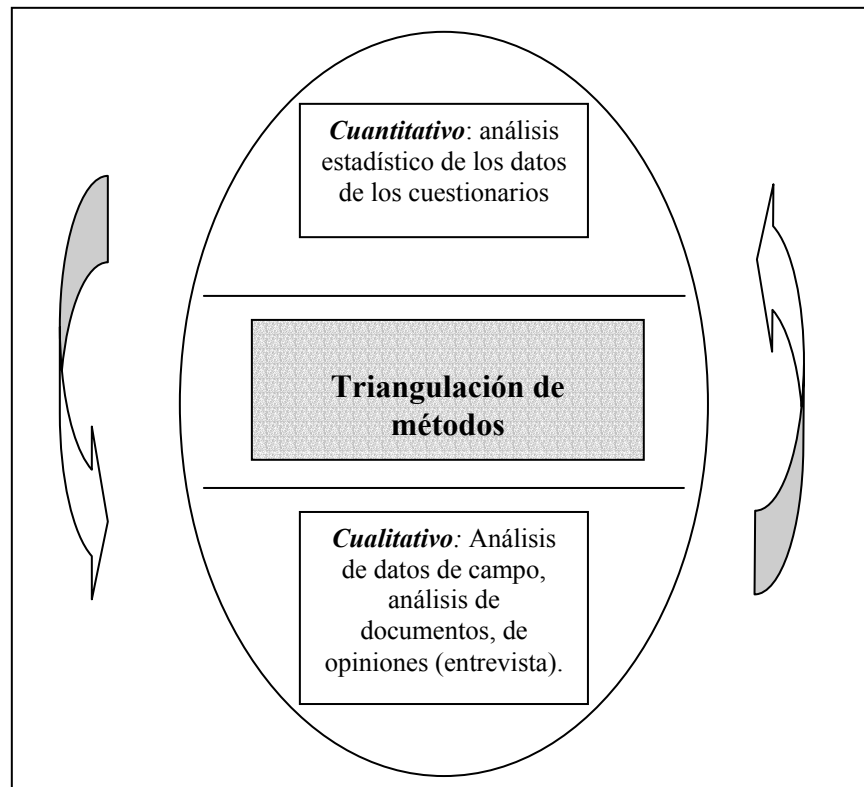 Cuantitativo: análisis
estadístico de los datos
de los cuestionarios
Triangulación de
métodos
Cualitativo: Análisis
de datos de campo,
análisis de
documentos, de
opiniones (entrevista).